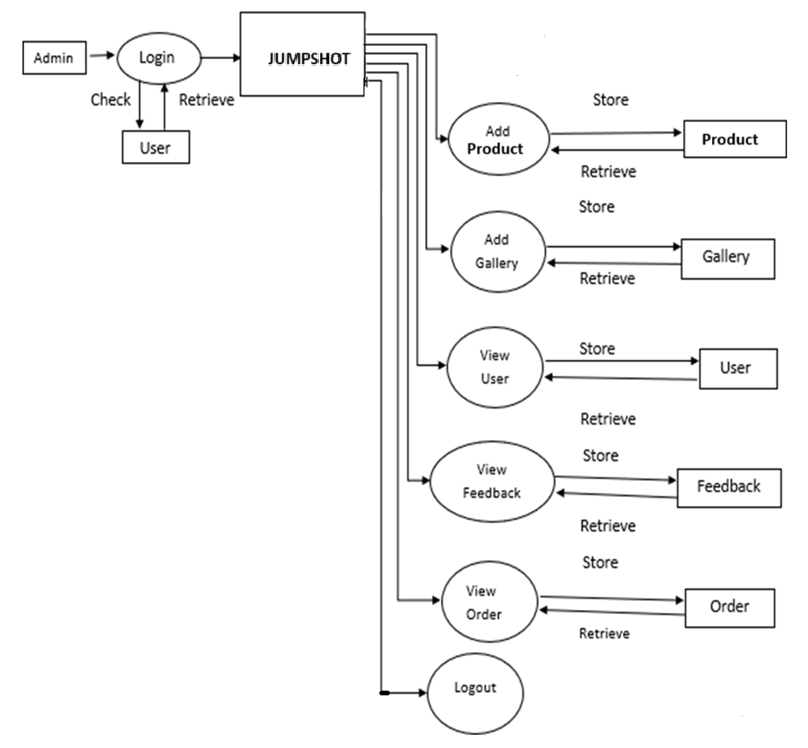 Admin
Login
JUMPSHOT
Check
Retrieve
User
Add
Product
Store
Product
Retrieve
Store
Add
Gallery
Gallery
Retrieve
View
User
Store
User
Retrieve
Store
View
Feedback
Feedback
Retrieve
Store
View
Order
Order
Retrieve
Logout